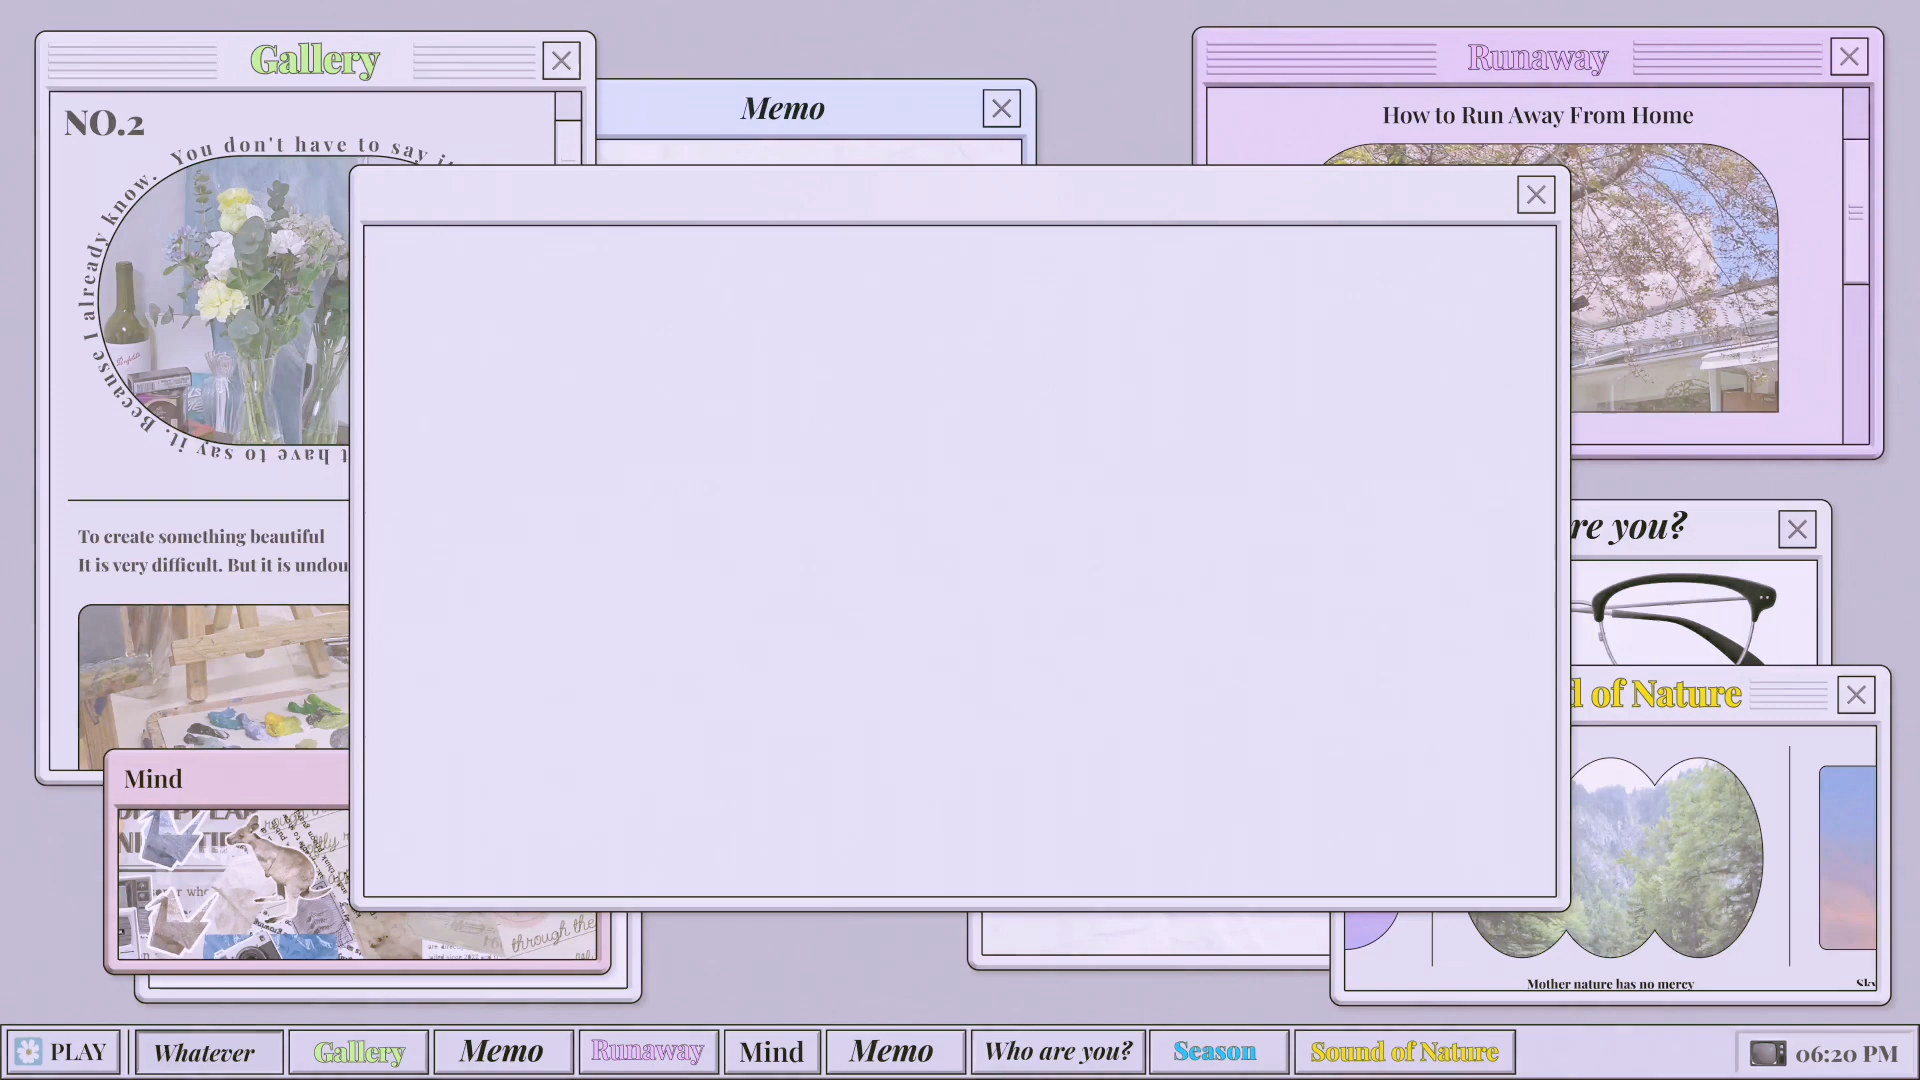 Gallery
NO.2
You don't have to say it
Because I already know.
t have to say it.
To create something beautiful
It is very difficult. But it is undou
Memo
Runaway
How to Run Away From Home
re you?
d of Nature
Mother nature has no mercy
Sky
Mind
through the
PLAY
Whatever
Gallery
Memo
Runaway
Mind
Memo
Who are you?
Season
Sound of Nature
06:20 PM